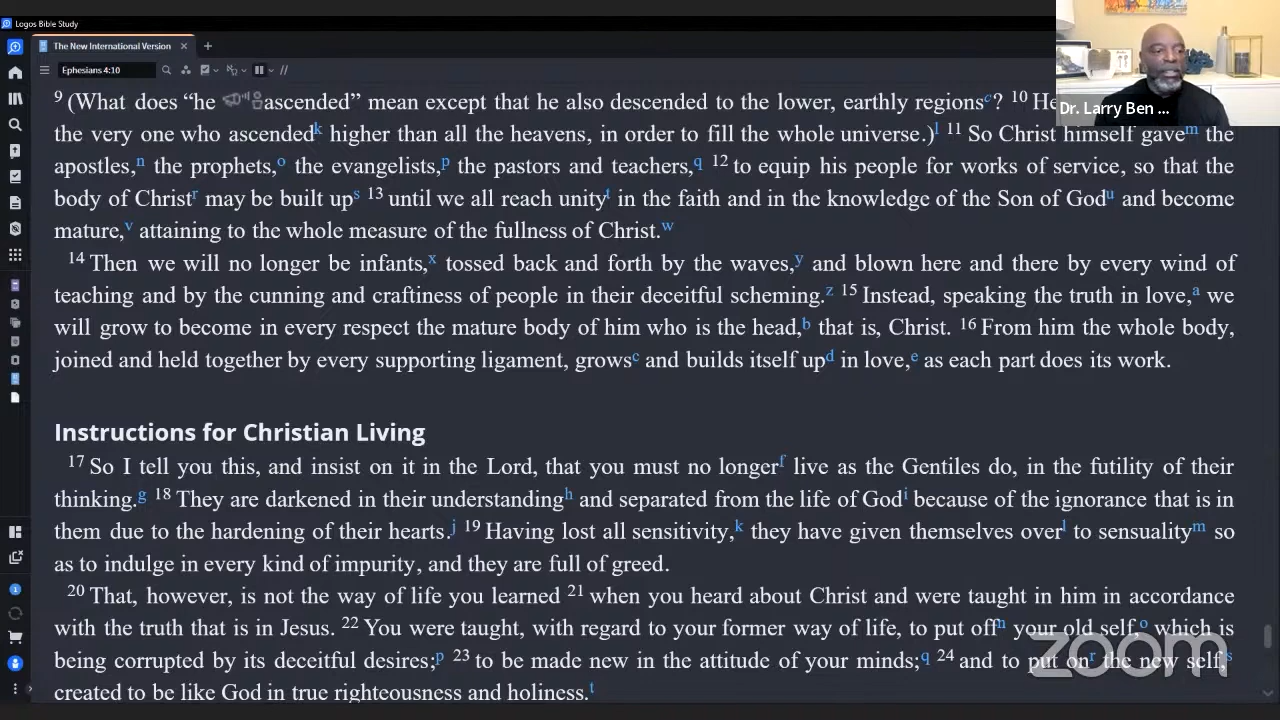 Logos Bible Study
The New International Version
Ephesians 4:10
9 (What does “he ascended” mean except that he also descended to the lower, earthly regionsc? 10 He
Dr. Larry Ben ...
the very one who ascendedk higher than all the heavens, in order to fill the whole universe.)l 11 So Christ himself gavem the
apostles,n the prophets,o the evangelists,p the pastors and teachers,q 12 to equip his people for works of service, so that the
body of Christr may be built ups 13 until we all reach unityt in the faith and in the knowledge of the Son of Godu and become
mature,v attaining to the whole measure of the fullness of Christ.w
14 Then we will no longer be infants,x tossed back and forth by the waves,y and blown here and there by every wind of
teaching and by the cunning and craftiness of people in their deceitful scheming.z 15 Instead, speaking the truth in love,a we
will grow to become in every respect the mature body of him who is the head,b that is, Christ. 16 From him the whole body,
joined and held together by every supporting ligament, growsc and builds itself upd in love,e as each part does its work.
Instructions for Christian Living
17 So I tell you this, and insist on it in the Lord, that you must no longerf live as the Gentiles do, in the futility of their
thinking.g 18 They are darkened in their understandingh and separated from the life of Godi because of the ignorance that is in
them due to the hardening of their hearts.j 19 Having lost all sensitivity,k they have given themselves overl to sensualitym so
as to indulge in every kind of impurity, and they are full of greed.
20 That, however, is not the way of life you learned 21 when you heard about Christ and were taught in him in accordance
with the truth that is in Jesus. 22 You were taught, with regard to your former way of life, to put offn your old self,o which is
being corrupted by its deceitful desires;p 23 to be made new in the attitude of your minds;q 24 and to put onr the new self,s
created to be like God in true righteousness and holiness.t
zoom